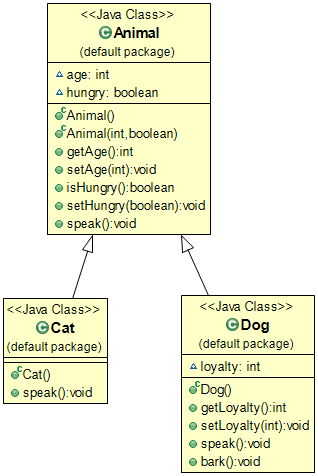 <<Java Class>>
Animal
(default package)
age: int
hungry: boolean
Animal()
Animal(int,boolean)
getAge():int
setAge(int):void
isHungry():boolean
setHungry(boolean):void
speak():void
<<Java Class>>
Cat
(default package)
Cat()
speak():void
<<Java Class>>
Dog
(default package)
loyalty: int
Dog()
getLoyalty():int
setLoyalty(int):void
speak():void
bark():void